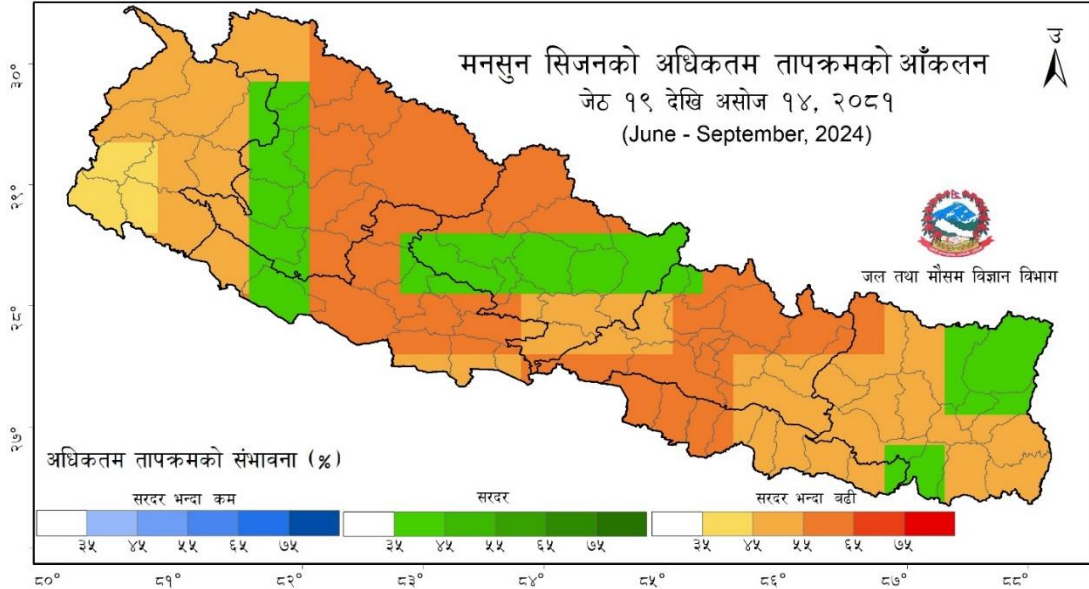 मनसुन सिजनको अधिकतम तापक्रमको आँकलन
जेठ १९ देखि असोज १४, २०८१
(June - September, 2024)
उ
जल तथा मौसम विज्ञान विभाग
३०°
२९°
२८°
२७°
अधिकतम तापक्रमको संभावना (%)
सरदर भन्दा कम
सरदर
सरदर भन्दा बढी
३५ ४५ ५५ ६५ ७५
३५ ४५ ५५ ६५ ७५
३५ ४५ ५५ ६५ ७५
८०° ८१° ८२° ८३° ८४° ८५° ८६° ८७° ८८°